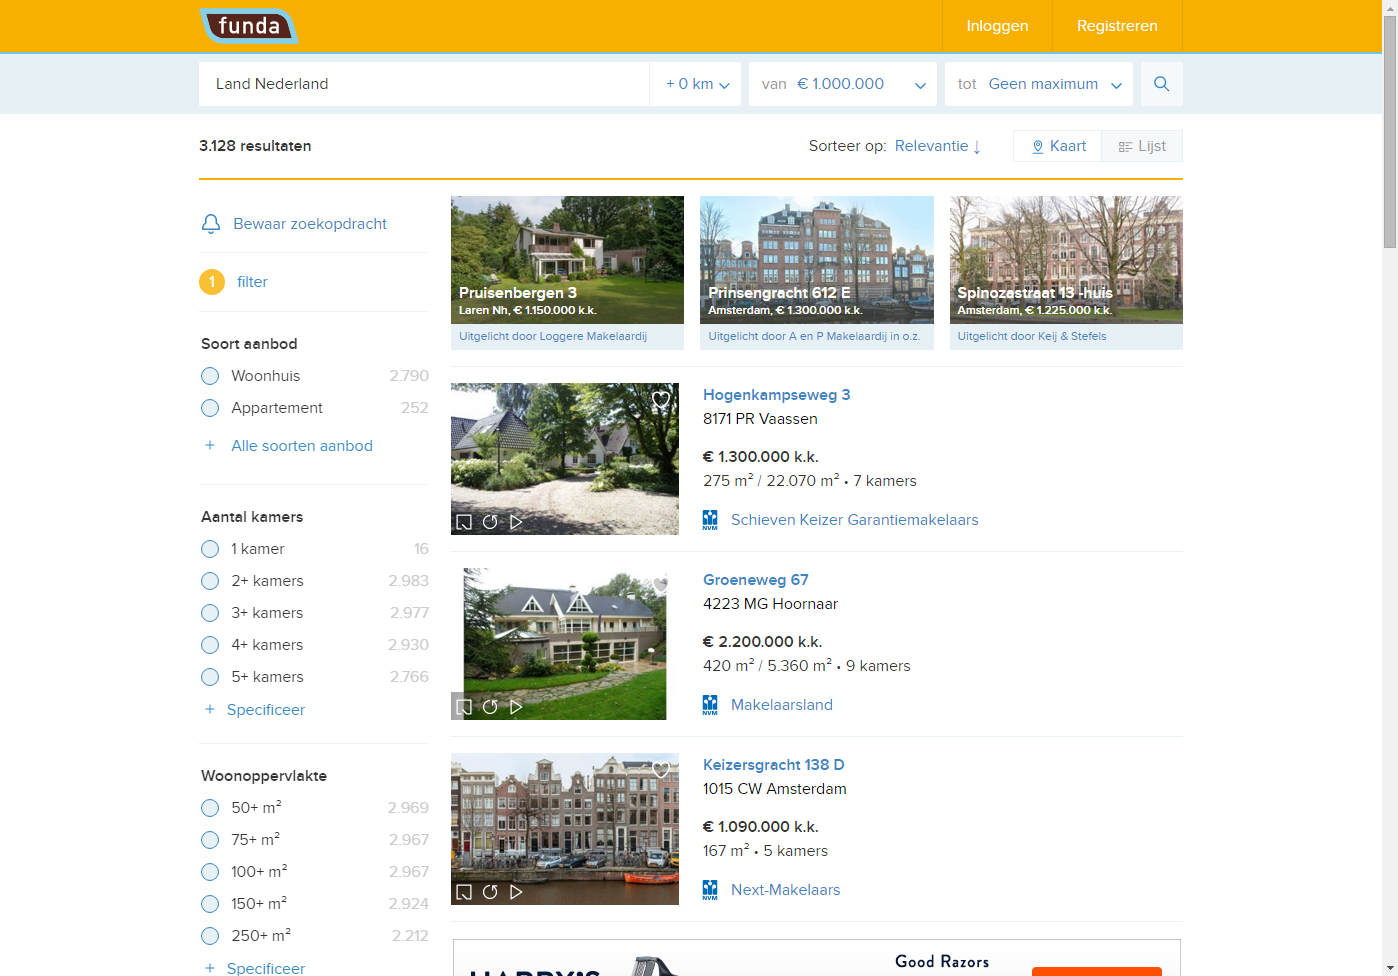 funda
Inloggen
Registreren
Land Nederland
+ 0 km
van € 1.000.000
tot Geen maximum
3.128 resultaten
Sorteer op: Relevantie ↓
Kaart
Lijst
Bewaar zoekopdracht
1 filter
Soort aanbod
Woonhuis 2.790
Appartement 252
+ Alle soorten aanbod
Aantal kamers
1 kamer 16
2+ kamers 2.983
3+ kamers 2.977
4+ kamers 2.930
5+ kamers 2.766
+ Specificeer
Woonoppervlakte
50+ m² 2.969
75+ m² 2.967
100+ m² 2.967
150+ m² 2.924
250+ m² 2.212
+ Specificeer
Pruisenbergen 3
Laren Nh, € 1.150.000 k.k.
Uitgelicht door Loggere Makelaardij
Prinsengracht 612 E
Amsterdam, € 1.300.000 k.k.
Uitgelicht door A en P Makelaardij in o.z.
Spinozastraat 13 -huis
Amsterdam, € 1.225.000 k.k.
Uitgelicht door Keij & Stefels
Hogenkampseweg 3
8171 PR Vaassen
€ 1.300.000 k.k.
275 m² / 22.070 m² • 7 kamers
NVM Schieven Keizer Garantiemakelaars
Groeneweg 67
4223 MG Hoornaar
€ 2.200.000 k.k.
420 m² / 5.360 m² • 9 kamers
NVM Makelaarsland
Keizersgracht 138 D
1015 CW Amsterdam
€ 1.090.000 k.k.
167 m² • 5 kamers
NVM Next-Makelaars
HARRY'S
Good Razors